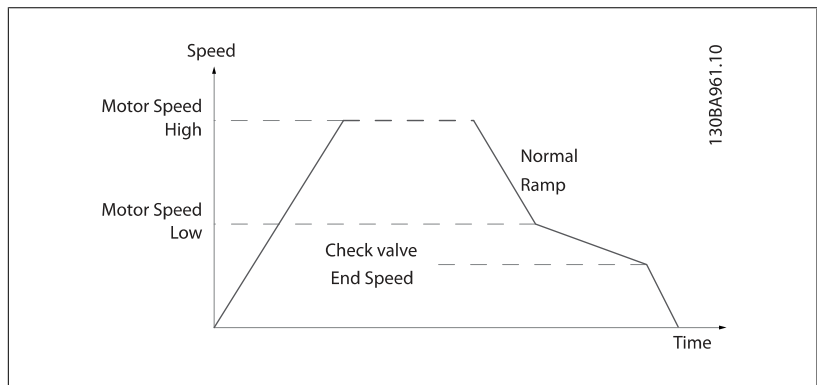 Speed
130BA961.10
Motor Speed
High
Normal
Ramp
Motor Speed
Low
Check valve
End Speed
Time